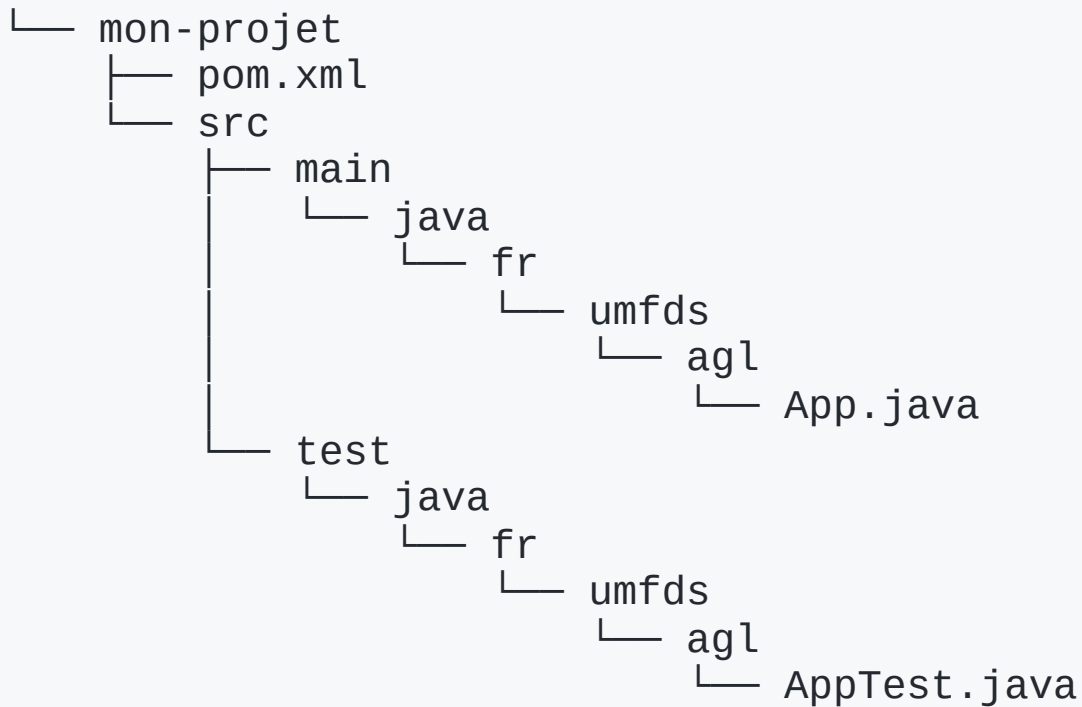 └── mon-projet
    ├── pom.xml
    └── src
        ├── main
        │   └── java
        │       └── fr
        │           └── umfds
        │               └── agl
        │                   └── App.java
        └── test
            └── java
                └── fr
                    └── umfds
                        └── agl
                            └── AppTest.java